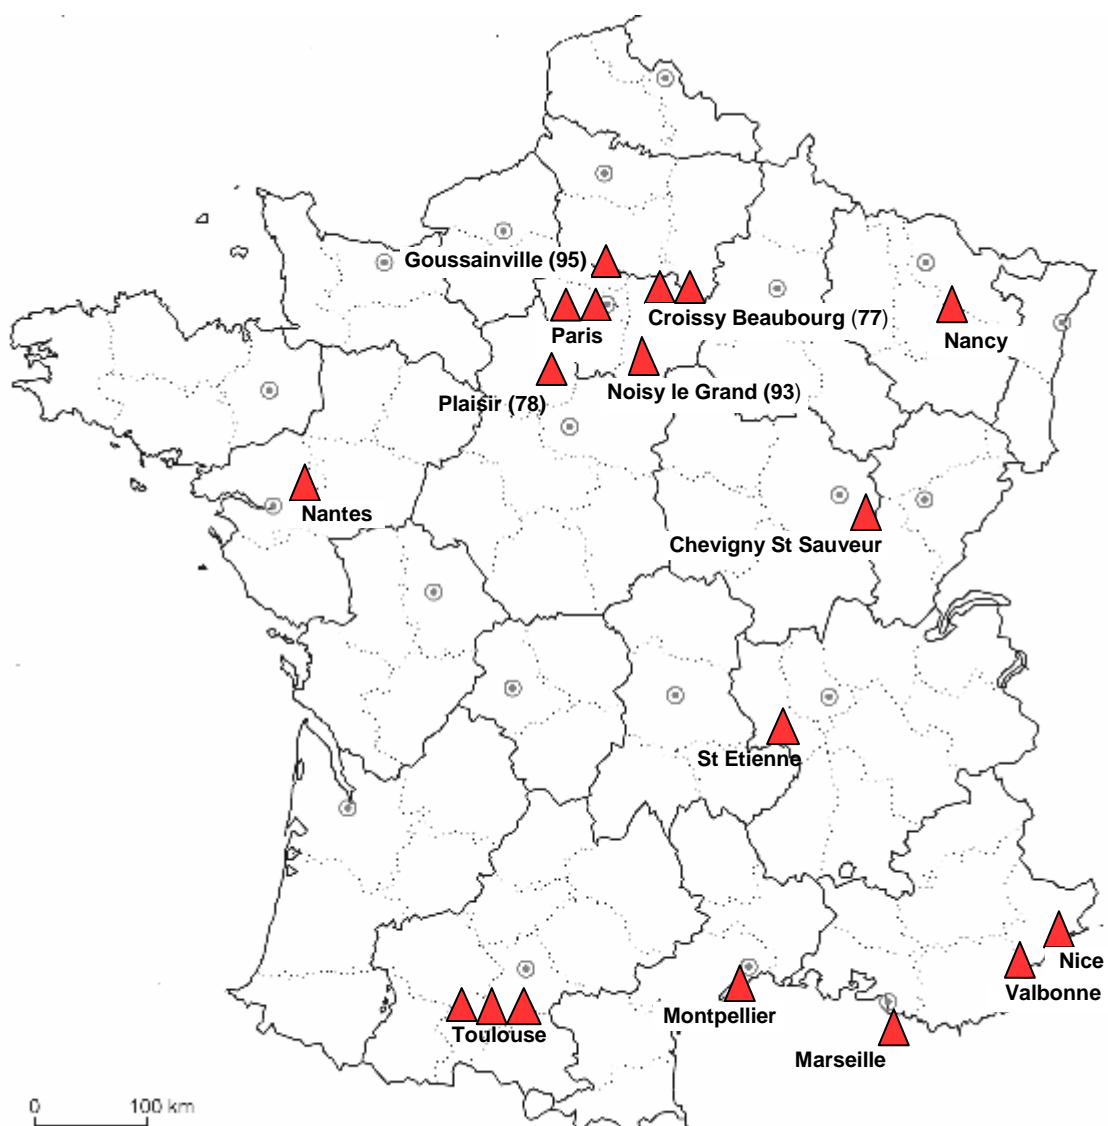 Goussainville (95)
Croissy Beaubourg (77)
Paris
Nancy
Plaisir (78)
Noisy le Grand (93)
Nantes
Chevigny St Sauveur
St Etienne
Nice
Valbonne
Montpellier
Toulouse
Marseille
0 100 km